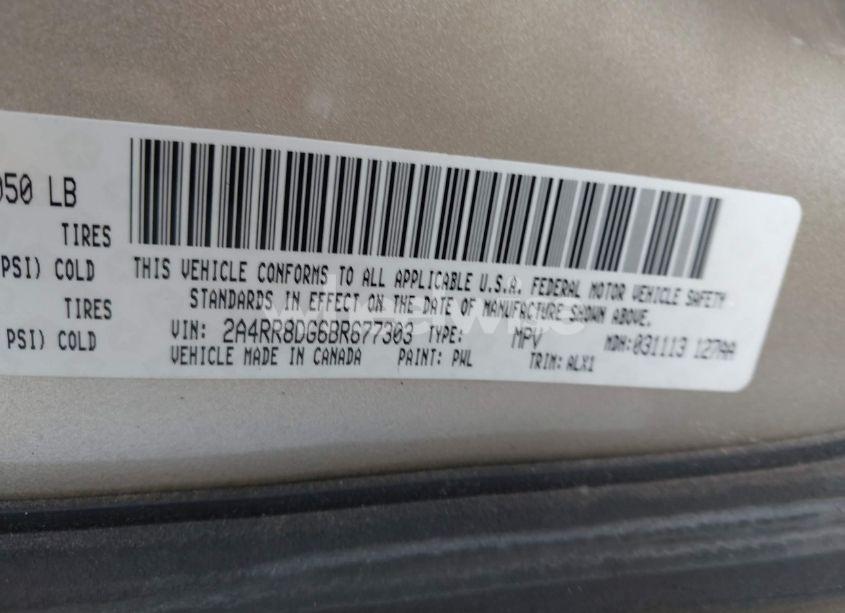 050 LB
TIRES
PSI) COLD
TIRES
PSI) COLD
THIS VEHICLE CONFORMS TO ALL APPLICABLE U.S.A. FEDERAL MOTOR VEHICLE SAFETY
STANDARDS IN EFFECT ON THE DATE OF MANUFACTURE SHOWN ABOVE.
VIN: 2A4RR8DG6BR677303 TYPE: MPV MDH: 031113 127AA
VEHICLE MADE IN CANADA PAINT: PWL TRIM: ALX1